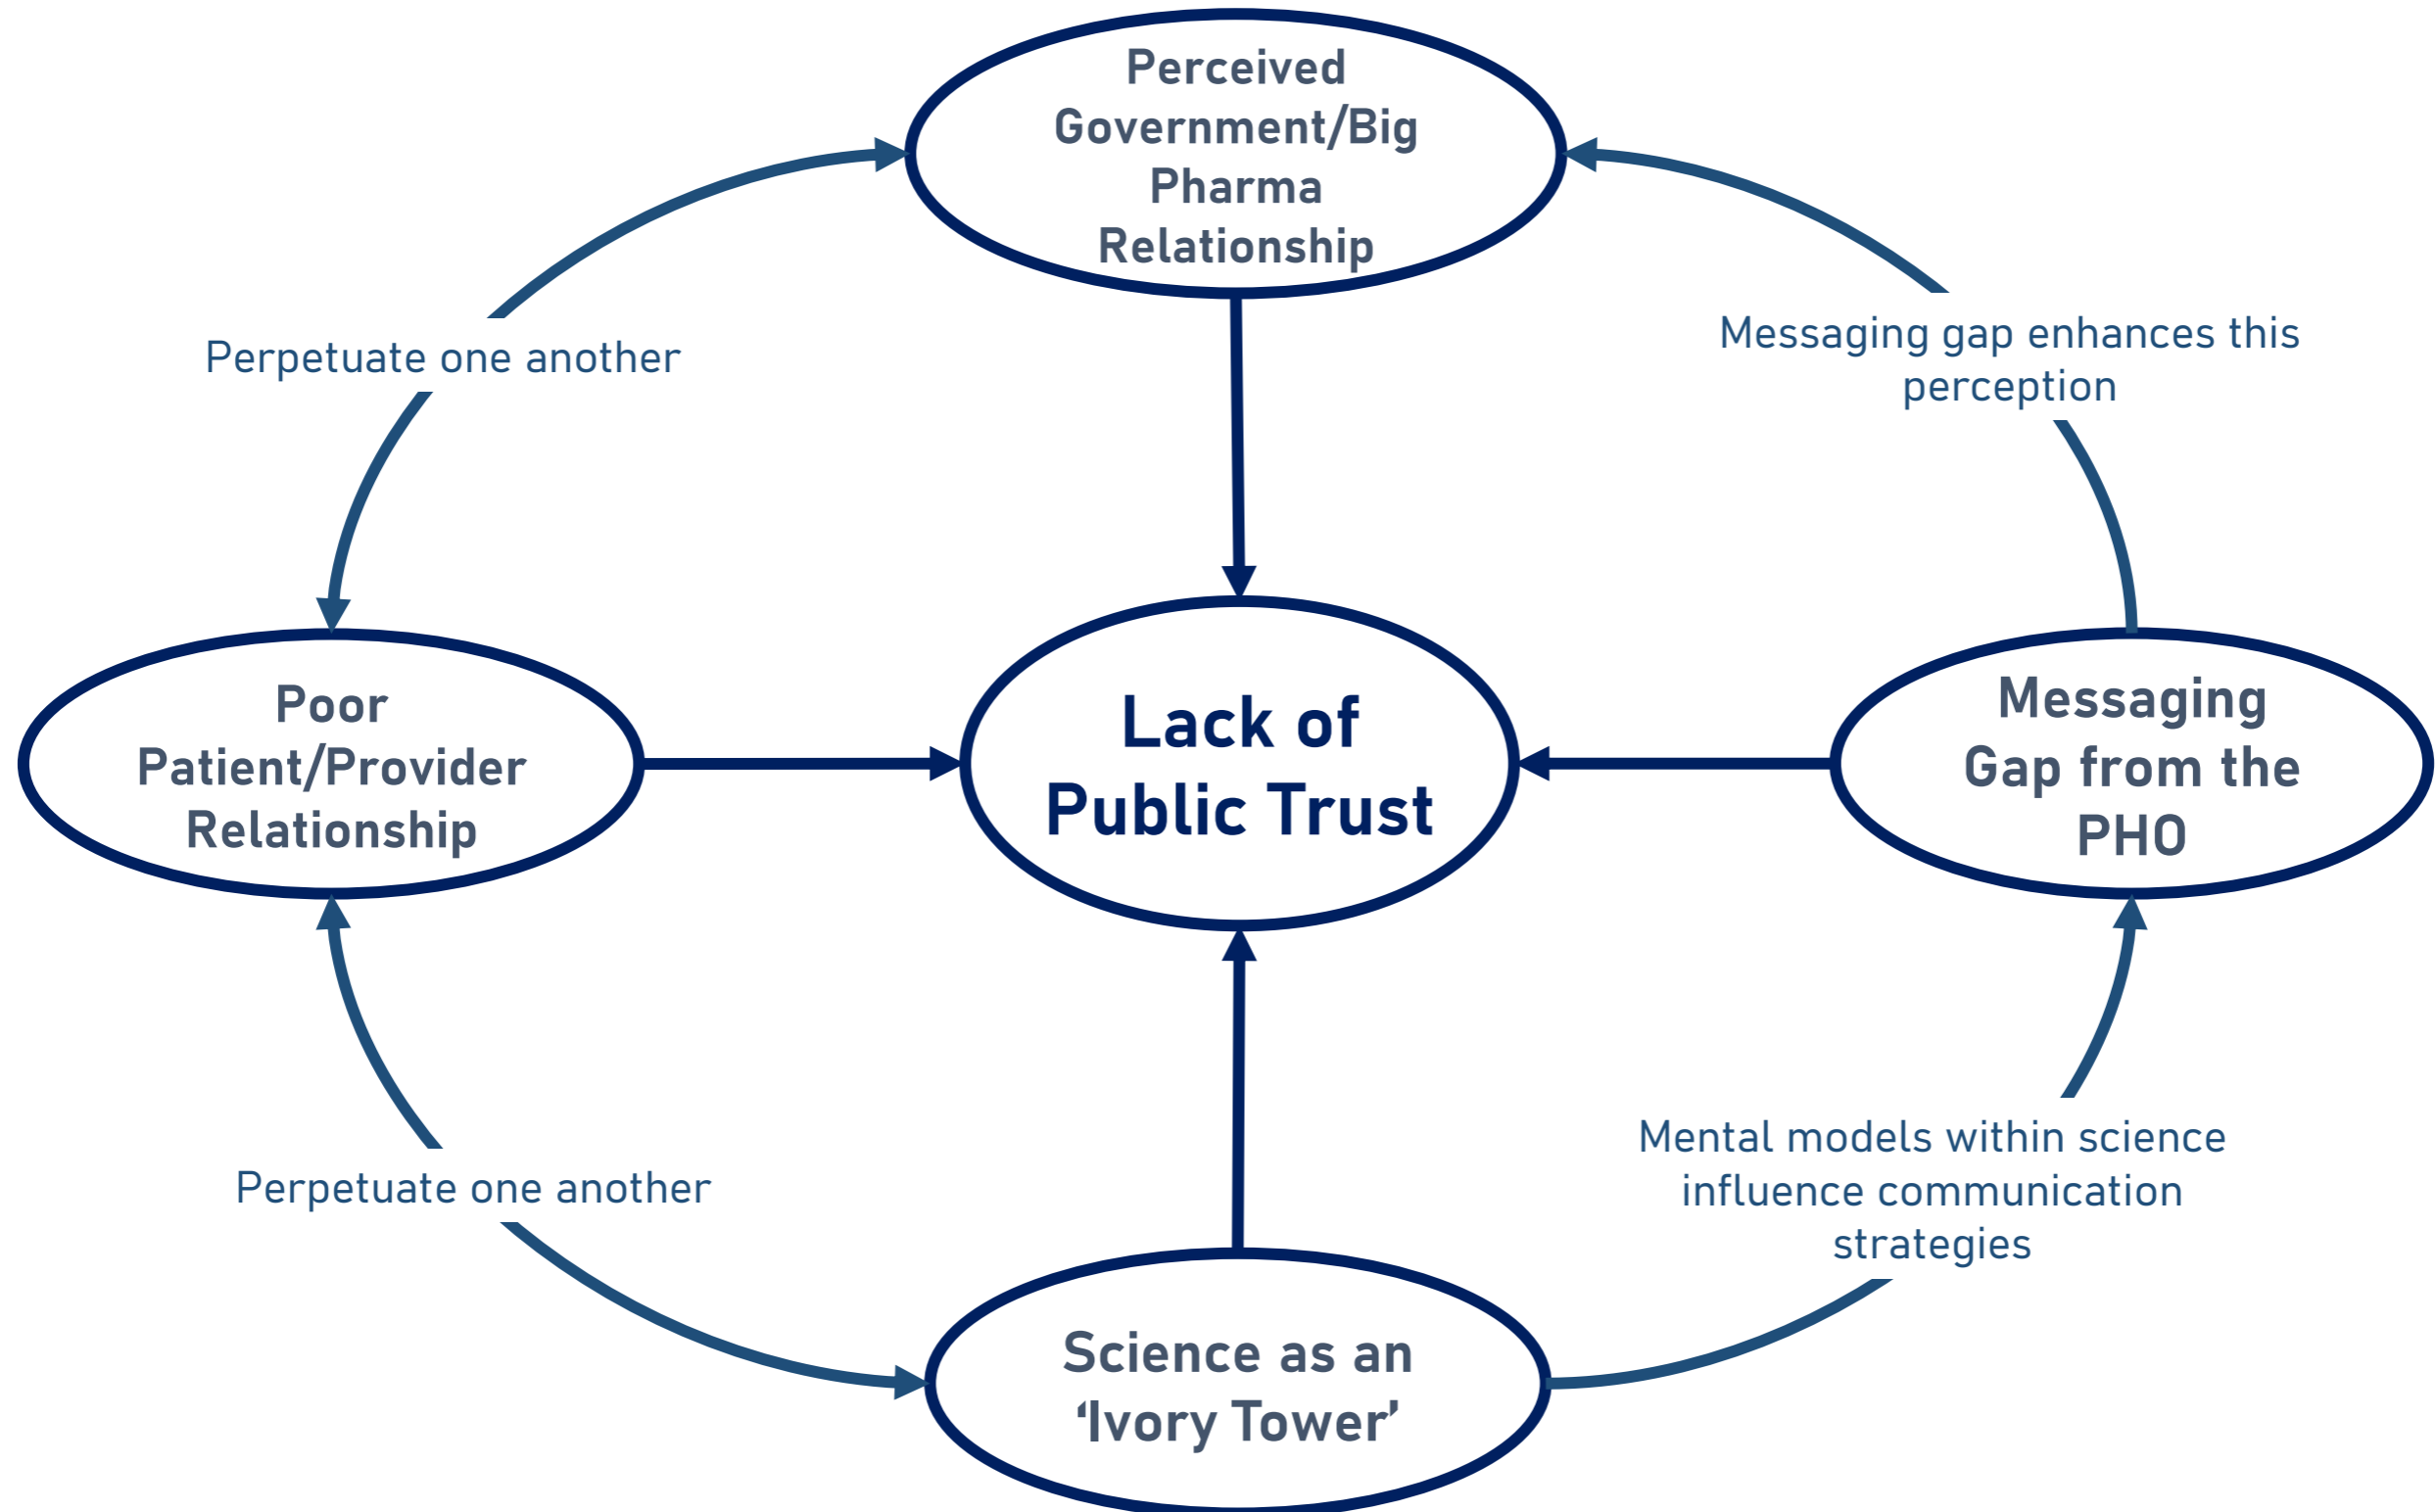 Perceived
Government/Big
Pharma
Relationship
Perpetuate one another
Messaging gap enhances this
perception
Poor
Patient/Provider
Relationship
Lack of
Public Trust
Messaging
Gap from the
PHO
Perpetuate one another
Mental models within science
influence communication
strategies
Science as an
‘Ivory Tower’